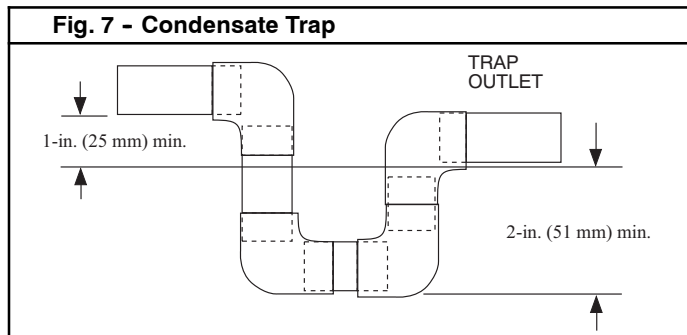 Fig. 7 - Condensate Trap
TRAP
OUTLET
1-in. (25 mm) min.
2-in. (51 mm) min.